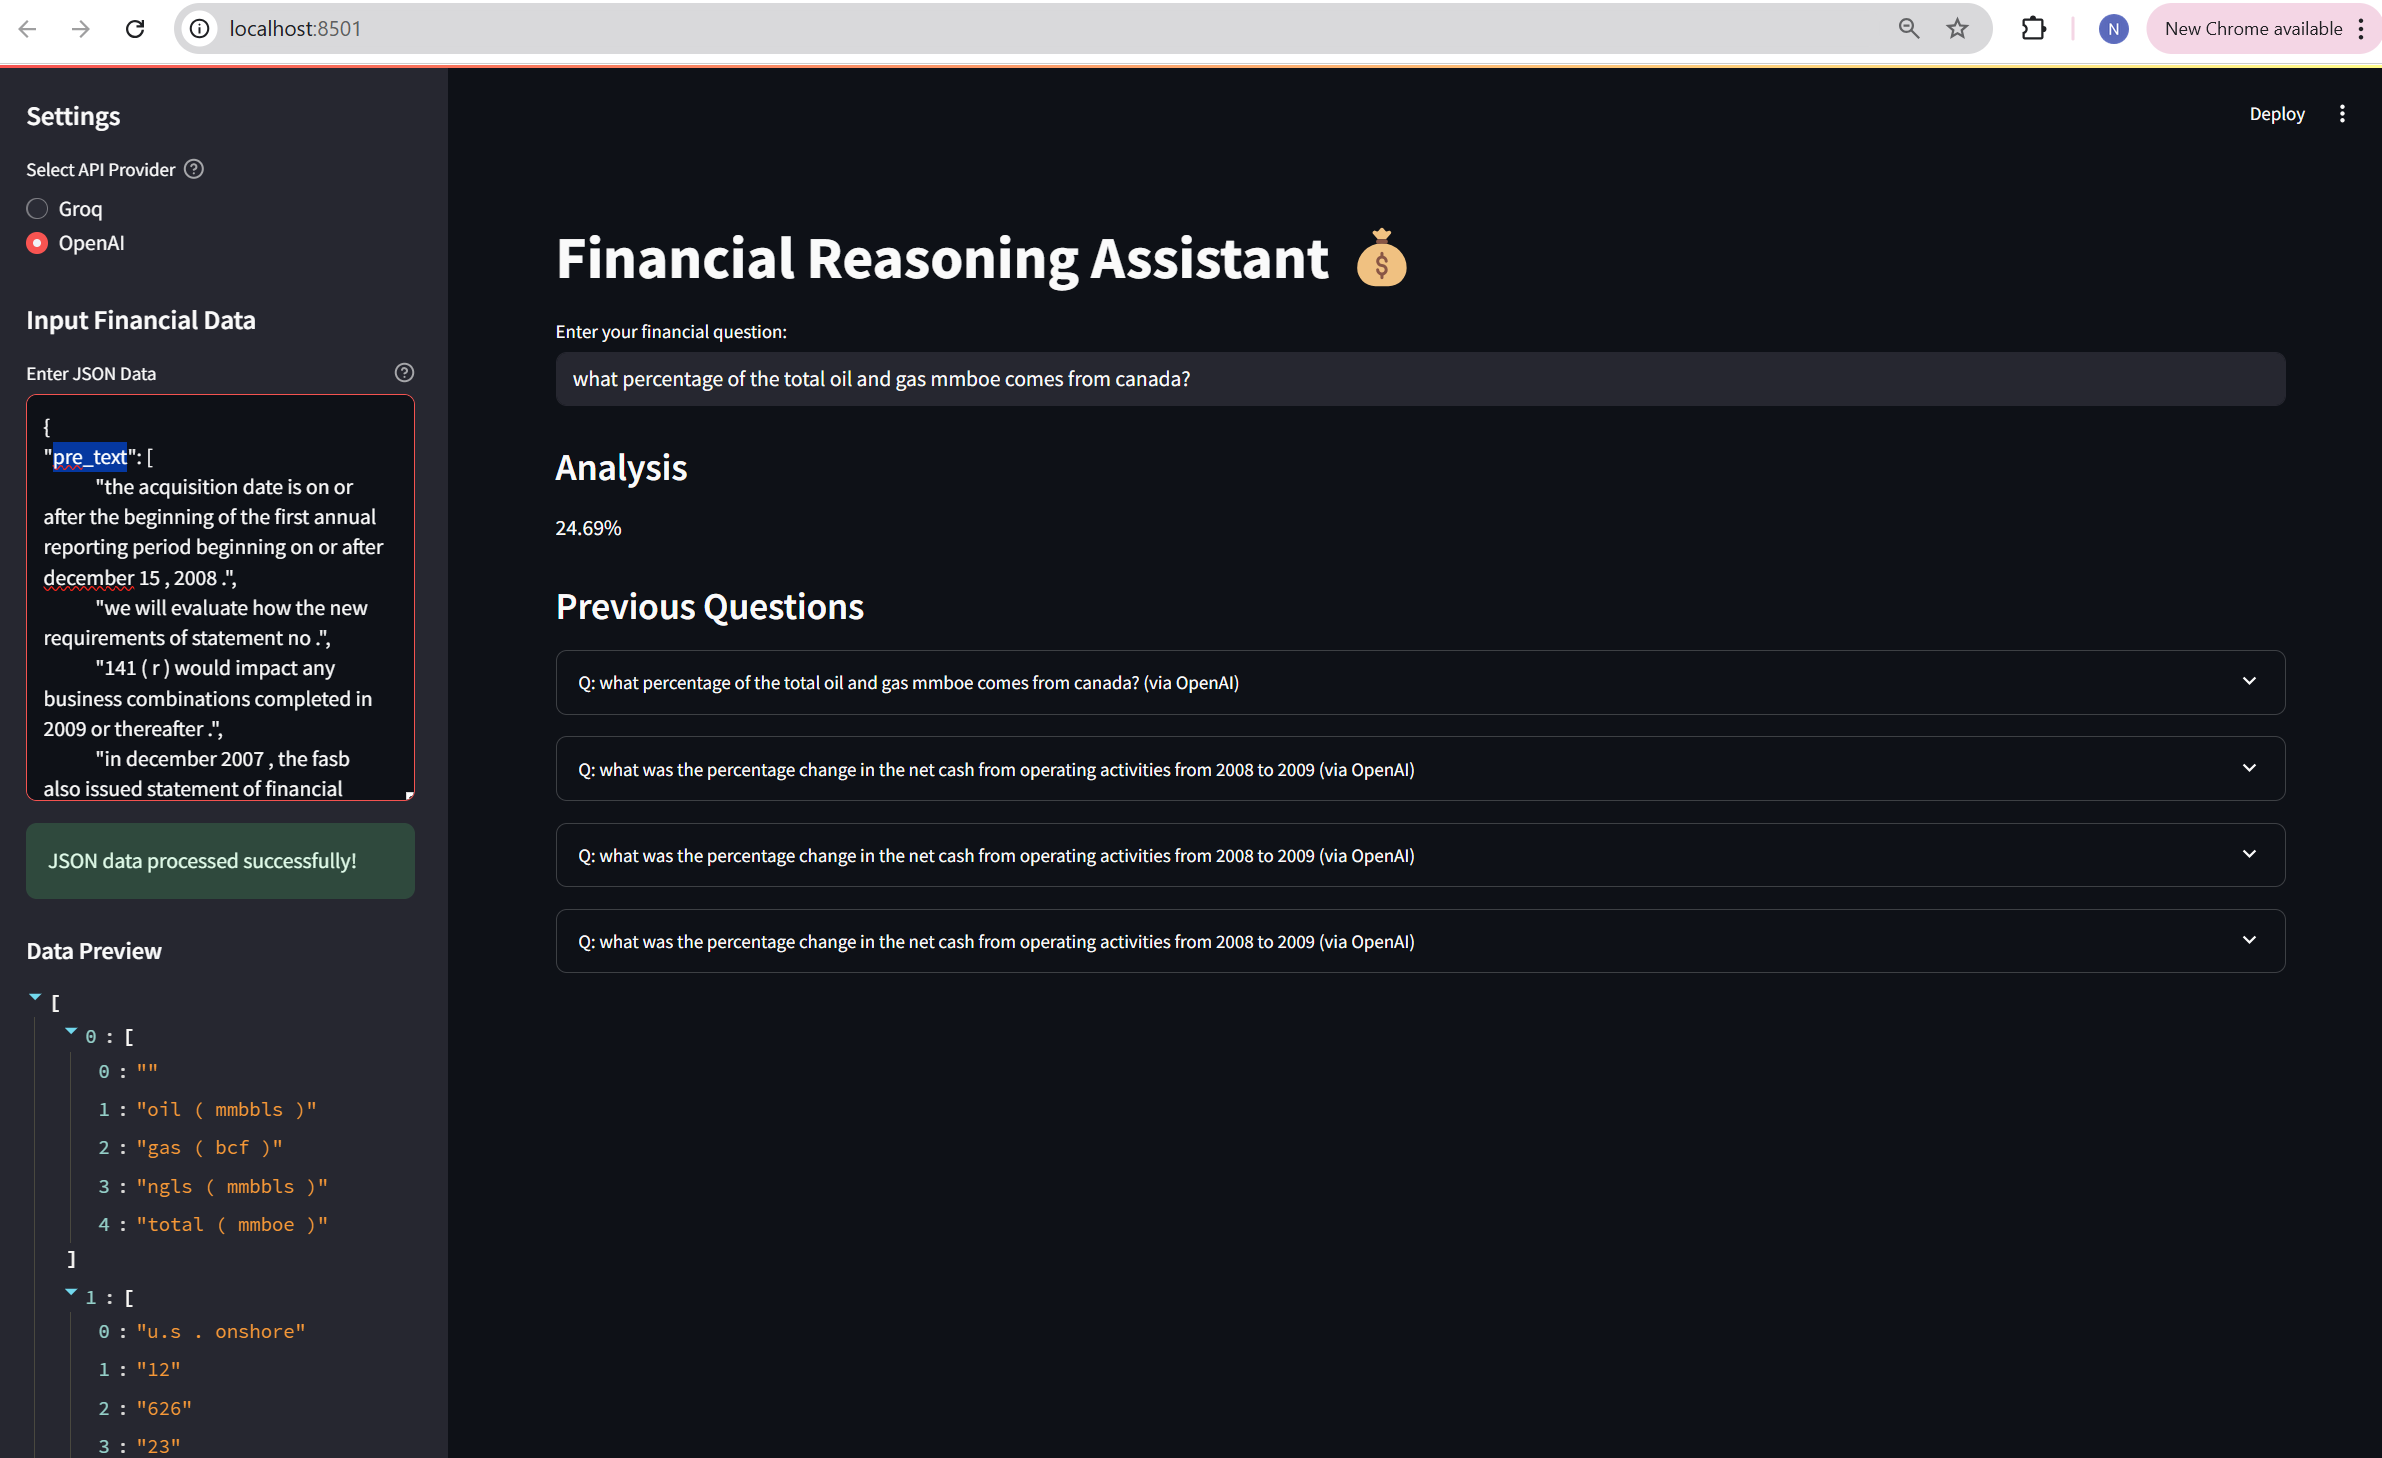 localhost:8501
N
New Chrome available
Settings
Select API Provider
Groq
OpenAI
Input Financial Data
Enter JSON Data
{
"pre_text": [
"the acquisition date is on or
after the beginning of the first annual
reporting period beginning on or after
december 15 , 2008 .",
"we will evaluate how the new
requirements of statement no .",
"141 ( r ) would impact any
business combinations completed in
2009 or thereafter .",
"in december 2007 , the fasb
also issued statement of financial
JSON data processed successfully!
Data Preview
[
0 : [
0 : ""
1 : "oil ( mmbbls )"
2 : "gas ( bcf )"
3 : "ngls ( mmbbls )"
4 : "total ( mmboe )"
]
1 : [
0 : "u.s . onshore"
1 : "12"
2 : "626"
3 : "23"
Deploy
Financial Reasoning Assistant
Enter your financial question:
what percentage of the total oil and gas mmboe comes from canada?
Analysis
24.69%
Previous Questions
Q: what percentage of the total oil and gas mmboe comes from canada? (via OpenAI)
Q: what was the percentage change in the net cash from operating activities from 2008 to 2009 (via OpenAI)
Q: what was the percentage change in the net cash from operating activities from 2008 to 2009 (via OpenAI)
Q: what was the percentage change in the net cash from operating activities from 2008 to 2009 (via OpenAI)